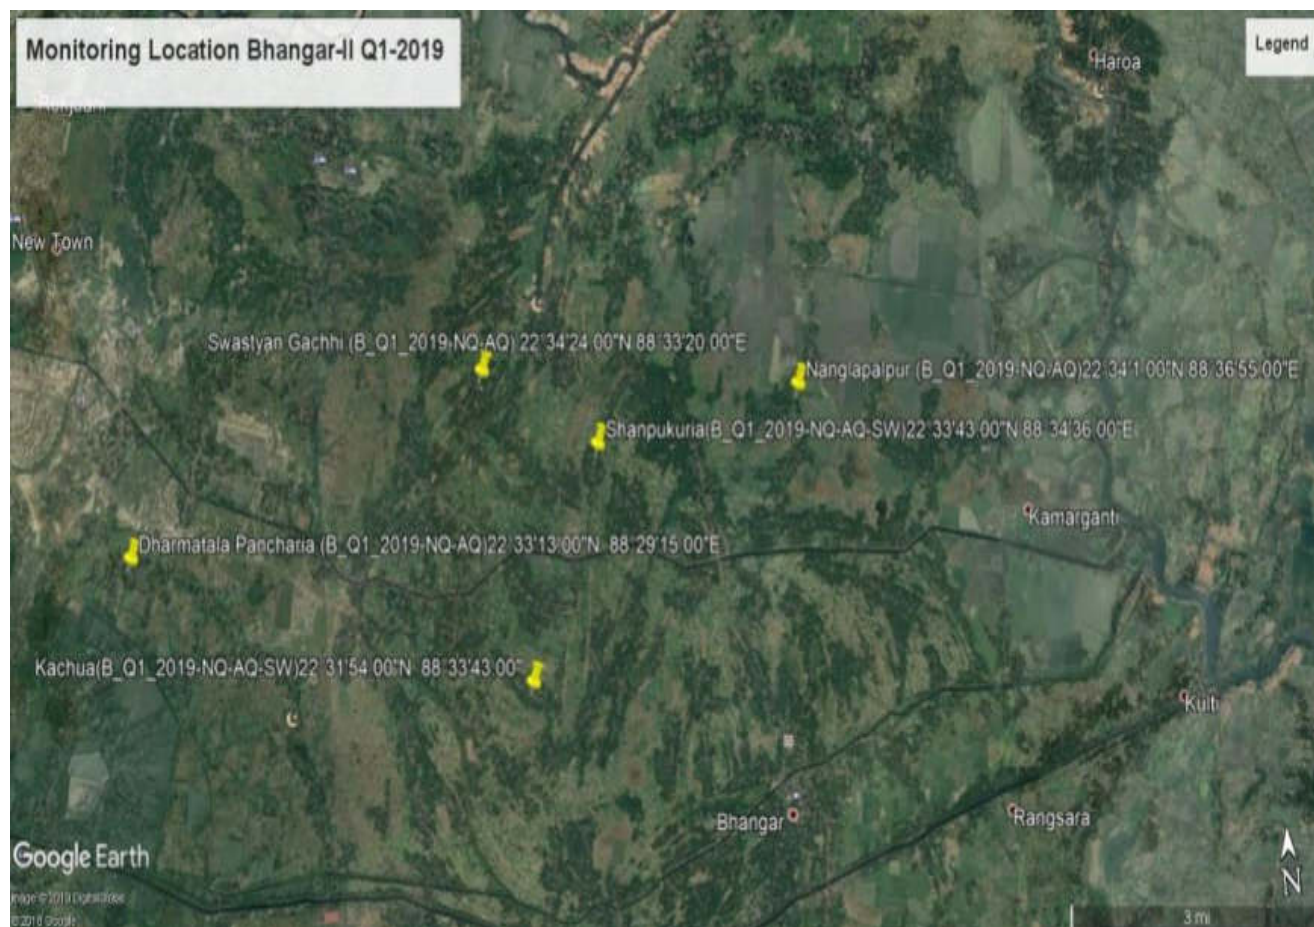 Monitoring Location Bhangar-II Q1-2019
Legend
Haroa
New Town
Swastyan Gachhi (B_Q1_2019-NQ-AQ) 22°34'24.00"N 88°33'20.00"E
Nanglapalpur (B_Q1_2019-NQ-AQ)22°34'1.00"N 88°36'55.00"E
Shanpukuria(B_Q1_2019-NQ-AQ-SW)22°33'43.00"N 88°34'36.00"E
Kamarganti
Dharmatala Pancharia (B_Q1_2019-NQ-AQ)22°33'13.00"N 88°29'15.00"E
Kachua(B_Q1_2019-NQ-AQ-SW)22°31'54.00"N 88°33'43.00"
Kulti
Bhangar
Rangsara
Google Earth
N
© 2018 Google
3 mi